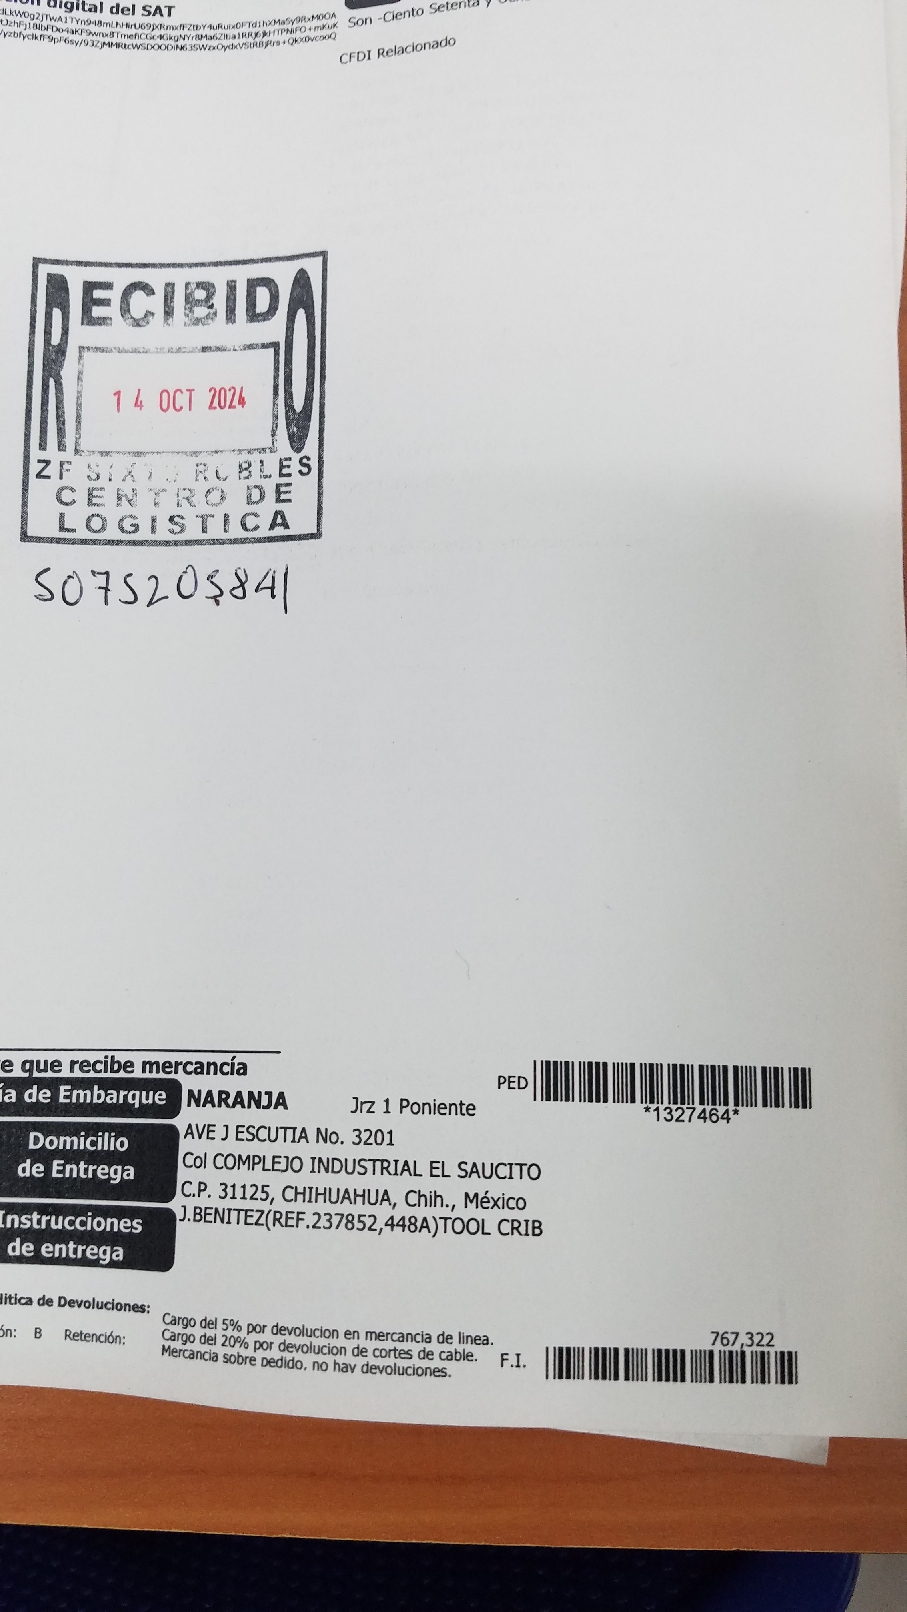 digital del SAT
Son -Ciento Setenta y
CFDI Relacionado
RECIBIDO
14 OCT 2024
ZF SIXTO ROBLES
CENTRO DE
LOGISTICA
5075205841
que recibe mercancía
de Embarque NARANJA Jrz 1 Poniente
PED
*1327464*
Domicilio
de Entrega
AVE J ESCUTIA No. 3201
Col COMPLEJO INDUSTRIAL EL SAUCITO
C.P. 31125, CHIHUAHUA, Chih., México
Instrucciones
de entrega
J.BENITEZ(REF.237852,448A)TOOL CRIB
de Devoluciones:
B Retención:
Cargo del 5% por devolucion en mercancia de linea.
Cargo del 20% por devolucion de cortes de cable.
Mercancia sobre pedido, no hay devoluciones.
F.I.
767,322